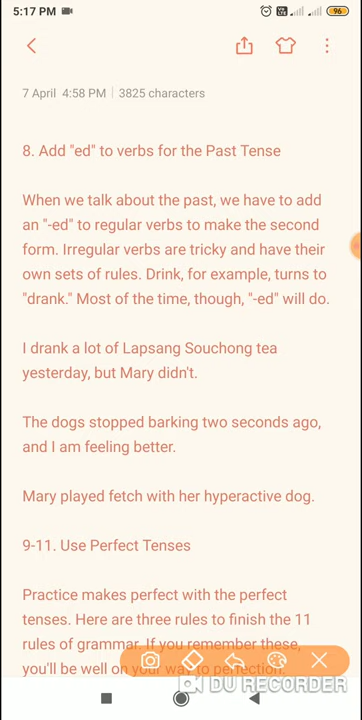 5:17 PM
96
7 April 4:58 PM | 3825 characters
8. Add "ed" to verbs for the Past Tense
When we talk about the past, we have to add
an "-ed" to regular verbs to make the second
form. Irregular verbs are tricky and have their
own sets of rules. Drink, for example, turns to
"drank." Most of the time, though, "-ed" will do.
I drank a lot of Lapsang Souchong tea
yesterday, but Mary didn't.
The dogs stopped barking two seconds ago,
and I am feeling better.
Mary played fetch with her hyperactive dog.
9-11. Use Perfect Tenses
Practice makes perfect with the perfect
tenses. Here are three rules to finish the 11
rules of grammar. If you remember these,
you'll be well on your way to perfection.
DU RECORDER